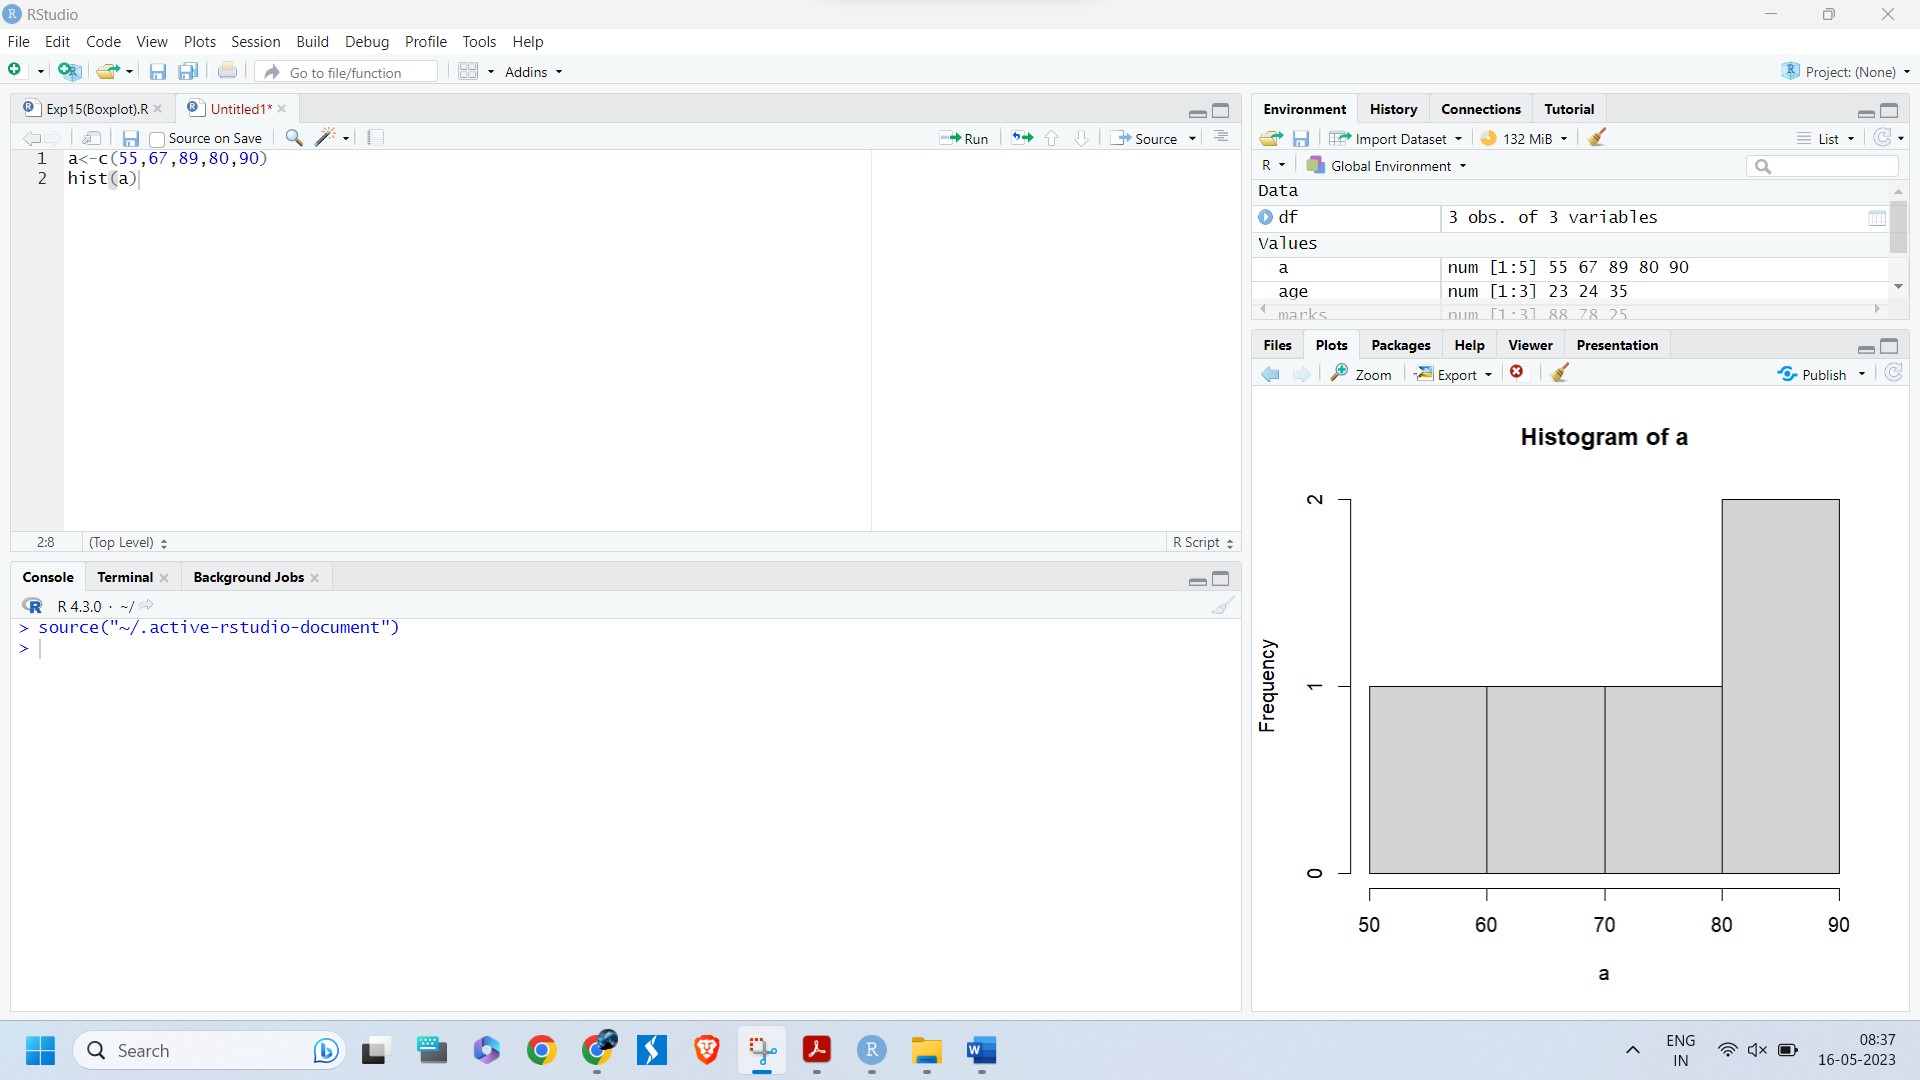 RStudio
File Edit Code View Plots Session Build Debug Profile Tools Help
Go to file/function Addins Project: (None)
Exp15(Boxplot).R Untitled1*
Source on Save Run Source
1 a<-c(55,67,89,80,90)
2 hist(a)
2:8 (Top Level) R Script
Console Terminal Background Jobs
R 4.3.0 · ~/
> source("~/.active-rstudio-document")
>
Environment History Connections Tutorial
Import Dataset 132 MiB List
R Global Environment
Data
df 3 obs. of 3 variables
Values
a num [1:5] 55 67 89 80 90
age num [1:3] 23 24 35
marks num [1:3] 88 78 25
Files Plots Packages Help Viewer Presentation
Zoom Export Publish
Histogram of a
Frequency
2
1
0
50 60 70 80 90
a
Search
ENG
IN
08:37
16-05-2023